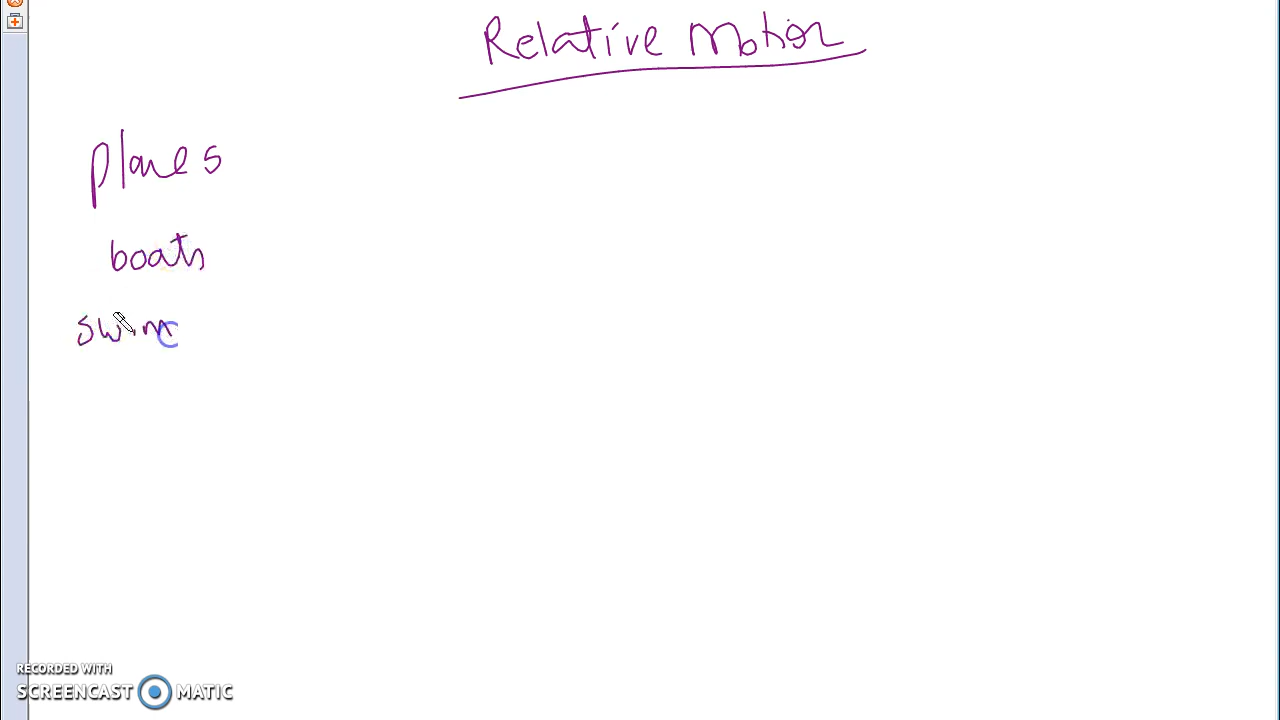 Relative Motion
planes
boats
swim
RECORDED WITH
SCREENCAST MATIC